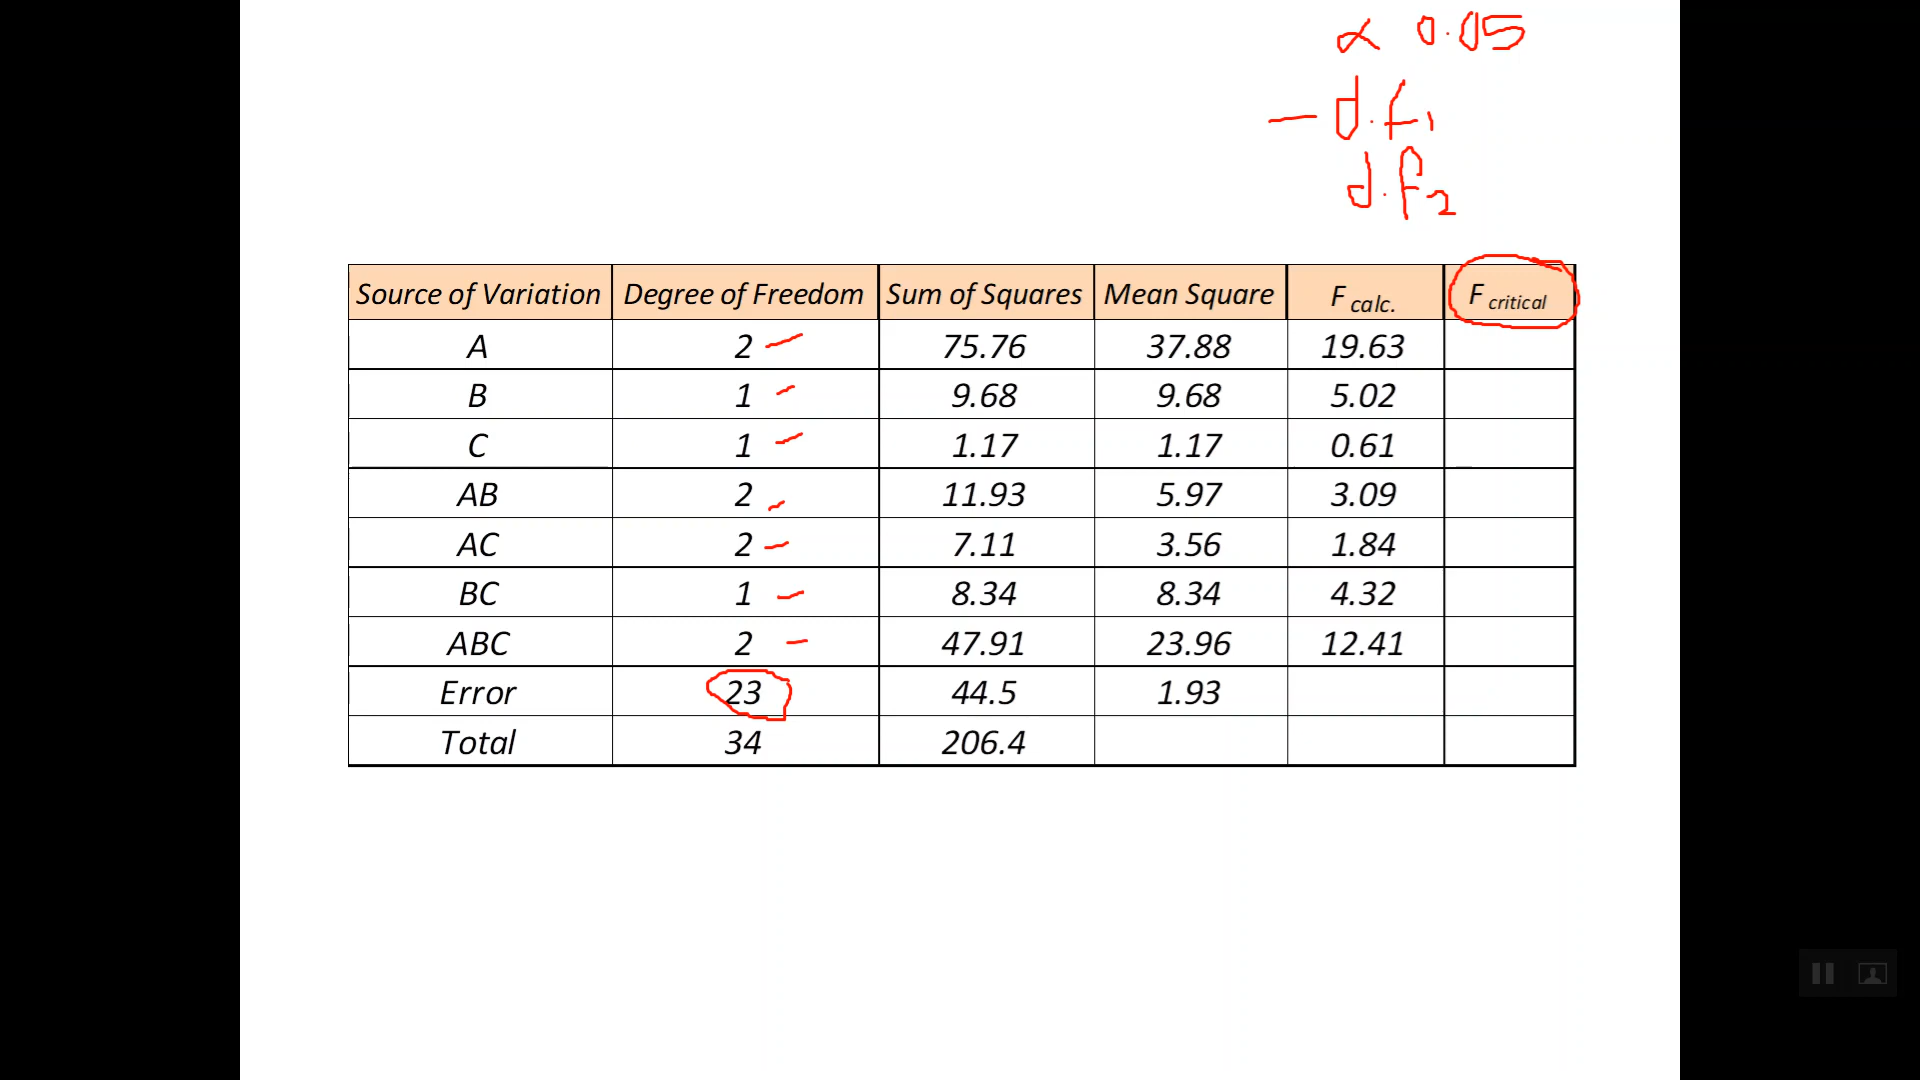 α 0.05
- d.f1
d.f2
Source of Variation Degree of Freedom Sum of Squares Mean Square F calc. F critical
A 2 75.76 37.88 19.63
B 1 9.68 9.68 5.02
C 1 1.17 1.17 0.61
AB 2 11.93 5.97 3.09
AC 2 7.11 3.56 1.84
BC 1 8.34 8.34 4.32
ABC 2 47.91 23.96 12.41
Error 23 44.5 1.93
Total 34 206.4